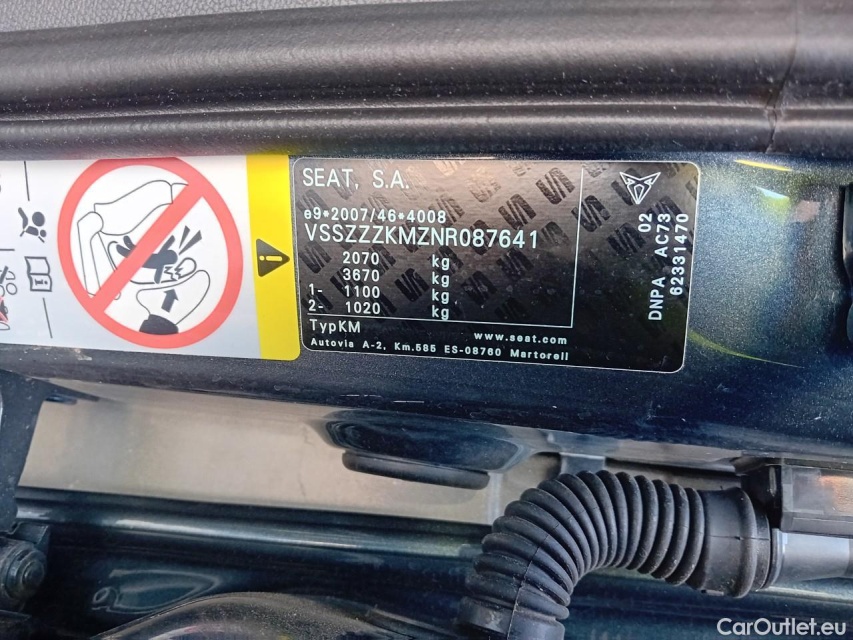 SEAT, S.A.
e9*2007/46*4008
VSSZZZKMZNR087641
2070 kg
3670 kg
1- 1100 kg
2- 1020 kg
TypKM
www.seat.com
Autovia A-2, Km.585 ES-08760 Martorell
02
DNPA AC73
62331470
CarOutlet.eu